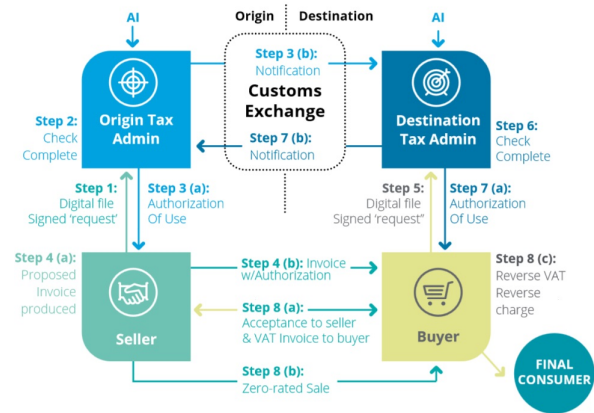 Origin
Destination
AI
AI
Step 3 (b):
Notification
Customs
Exchange
Step 7 (b):
Notification
Origin Tax
Admin
Destination
Tax Admin
Step 2:
Check
Complete
Step 6:
Check
Complete
Step 1:
Digital file
Signed ‘request’
Step 3 (a):
Authorization
Of Use
Step 5:
Digital file
Signed ‘request”
Step 7 (a):
Authorization
Of Use
Step 4 (a):
Proposed
Invoice
produced
Seller
Step 4 (b): Invoice
w/Authorization
Step 8 (a):
Acceptance to seller
& VAT Invoice to buyer
Step 8 (b):
Zero-rated Sale
Buyer
Step 8 (c):
Reverse VAT
Reverse
charge
FINAL
CONSUMER